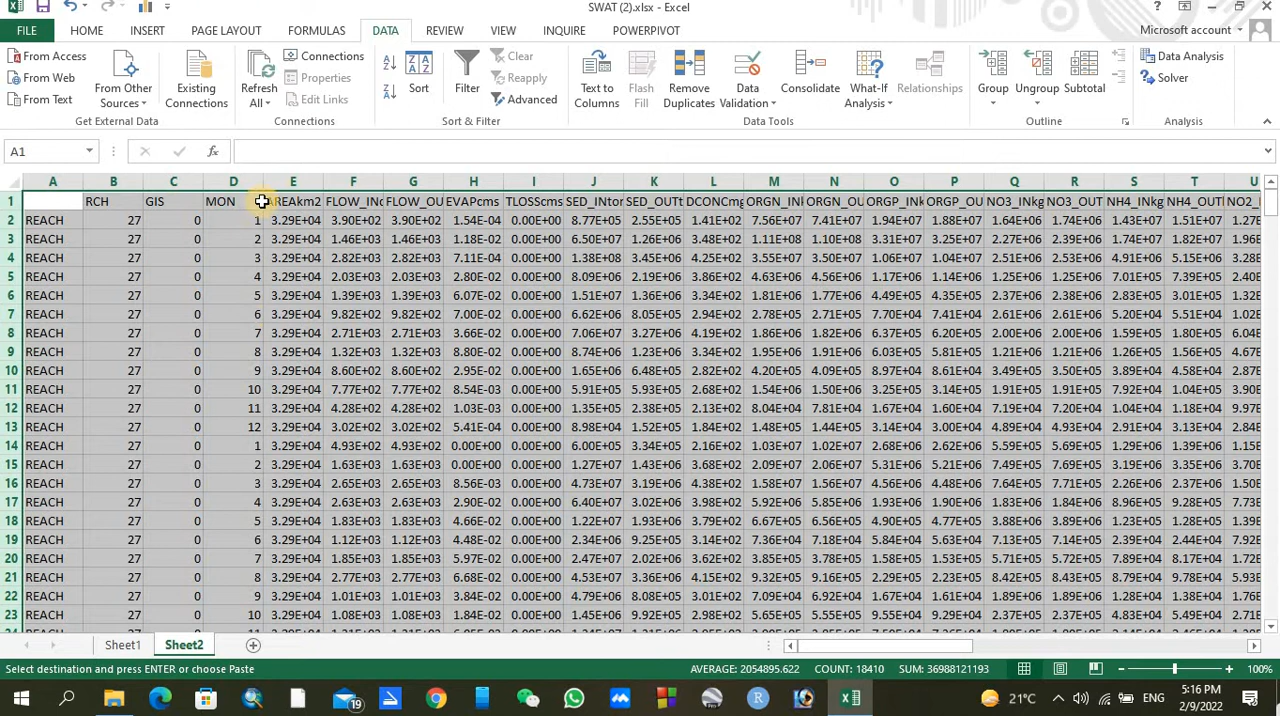 SWAT (2).xlsx - Excel
FILE HOME INSERT PAGE LAYOUT FORMULAS DATA REVIEW VIEW INQUIRE POWERPIVOT Microsoft account
From Access
From Web
From Text
From Other Sources
Existing Connections
Get External Data
Refresh All
Connections
Properties
Edit Links
Connections
Sort
Filter
Clear
Reapply
Advanced
Sort & Filter
Text to Columns
Flash Fill
Remove Duplicates
Data Validation
Consolidate
What-If Analysis
Relationships
Data Tools
Group
Ungroup
Subtotal
Outline
Data Analysis
Solver
Analysis
A1
A B C D E F G H I J K L M N O P Q R S T U
1 RCH GIS MON AREAkm2 FLOW_INc FLOW_OU EVAPcms TLOSScms SED_INtor SED_OUTt DCONCmg ORGN_INI ORGN_OU ORGP_INk ORGP_OU NO3_INkg NO3_OUT NH4_INkg NH4_OUTI NO2_
2 REACH 27 0 1 3.29E+04 3.90E+02 3.90E+02 1.54E-04 0.00E+00 8.77E+05 2.55E+05 1.41E+02 7.56E+07 7.41E+07 1.94E+07 1.88E+07 1.64E+06 1.74E+06 1.43E+07 1.51E+07 1.27E
3 REACH 27 0 2 3.29E+04 1.46E+03 1.46E+03 1.18E-02 0.00E+00 6.50E+07 1.26E+06 3.48E+02 1.11E+08 1.10E+08 3.31E+07 3.25E+07 2.27E+06 2.39E+06 1.74E+07 1.82E+07 1.96E
4 REACH 27 0 3 3.29E+04 2.82E+03 2.82E+03 7.11E-04 0.00E+00 1.38E+08 3.45E+06 4.25E+02 3.55E+07 3.50E+07 1.06E+07 1.04E+07 2.51E+06 2.53E+06 4.91E+06 5.15E+06 3.28E
5 REACH 27 0 4 3.29E+04 2.03E+03 2.03E+03 2.80E-02 0.00E+00 8.09E+06 2.19E+06 3.86E+02 4.63E+06 4.56E+06 1.17E+06 1.14E+06 1.25E+06 1.25E+06 7.01E+05 7.39E+05 2.40E
6 REACH 27 0 5 3.29E+04 1.39E+03 1.39E+03 6.07E-02 0.00E+00 1.51E+07 1.36E+06 3.34E+02 1.81E+06 1.77E+06 4.49E+05 4.35E+05 2.37E+06 2.38E+06 2.83E+05 3.01E+05 1.32E
7 REACH 27 0 6 3.29E+04 9.82E+02 9.82E+02 7.00E-02 0.00E+00 6.62E+06 8.05E+05 2.94E+02 2.78E+05 2.71E+05 7.70E+04 7.41E+04 2.61E+06 2.61E+06 5.20E+04 5.51E+04 3.14E
8 REACH 27 0 7 3.29E+04 2.71E+03 2.71E+03 3.66E-02 0.00E+00 7.06E+07 3.27E+06 4.19E+02 1.86E+06 1.82E+06 6.37E+05 6.20E+05 2.00E+06 2.00E+06 1.59E+05 1.80E+05 6.04E
9 REACH 27 0 8 3.29E+04 1.32E+03 1.32E+03 8.80E-02 0.00E+00 8.74E+06 1.23E+06 3.34E+02 1.95E+06 1.91E+06 6.03E+05 5.81E+05 1.21E+06 1.21E+06 1.26E+05 1.56E+05 4.67E
10 REACH 27 0 9 3.29E+04 8.60E+02 8.60E+02 2.95E-02 0.00E+00 1.65E+06 6.48E+05 2.82E+02 4.20E+05 4.09E+05 8.97E+04 8.61E+04 3.49E+05 3.50E+05 3.89E+04 4.58E+04 2.87E
11 REACH 27 0 10 3.29E+04 7.77E+02 7.77E+02 8.54E-03 0.00E+00 5.91E+05 5.93E+05 2.68E+02 1.54E+06 1.50E+06 3.25E+05 3.14E+05 1.91E+05 1.91E+05 7.92E+04 1.04E+05 3.90E
12 REACH 27 0 11 3.29E+04 4.28E+02 4.28E+02 1.03E-03 0.00E+00 1.35E+05 2.38E+05 2.13E+02 8.04E+04 7.81E+04 1.67E+04 1.60E+04 7.19E+04 7.20E+04 1.04E+04 1.18E+04 9.97E
13 REACH 27 0 12 3.29E+04 3.02E+02 3.02E+02 5.41E-04 0.00E+00 8.98E+04 1.52E+05 1.84E+02 1.48E+05 1.44E+05 3.14E+04 3.00E+04 4.89E+04 4.93E+04 2.91E+04 3.14E+04 1.07E
14 REACH 27 0 1 3.29E+04 4.93E+02 4.93E+02 0.00E+00 0.00E+00 6.00E+05 3.34E+05 2.16E+02 1.03E+07 1.02E+07 2.68E+06 2.62E+06 5.59E+05 5.69E+05 1.29E+06 1.39E+06 1.15E
15 REACH 27 0 2 3.29E+04 1.63E+03 1.63E+03 0.00E+00 0.00E+00 1.27E+07 1.43E+06 3.68E+02 2.09E+07 2.06E+07 5.31E+06 5.21E+06 7.49E+05 7.69E+05 3.19E+06 3.35E+06 3.70E
16 REACH 27 0 3 3.29E+04 2.65E+03 2.65E+03 8.56E-03 0.00E+00 4.73E+07 3.19E+06 4.19E+02 1.58E+07 1.56E+07 4.56E+06 4.48E+06 7.64E+05 7.71E+05 2.26E+06 2.36E+06 1.67E
17 REACH 27 0 4 3.29E+04 2.63E+03 2.63E+03 2.90E-02 0.00E+00 6.40E+07 3.02E+06 4.16E+02 5.92E+06 5.85E+06 1.93E+06 1.90E+06 1.83E+06 1.84E+06 8.96E+05 9.28E+05 7.73E
18 REACH 27 0 5 3.29E+04 1.83E+03 1.83E+03 4.66E-02 0.00E+00 1.22E+07 1.93E+06 3.79E+02 6.67E+05 6.56E+05 4.90E+05 4.77E+05 3.89E+05 3.89E+05 1.23E+05 1.28E+05 1.39E
19 REACH 27 0 6 3.29E+04 1.12E+03 1.12E+03 4.48E-02 0.00E+00 2.34E+06 9.25E+05 3.14E+02 7.36E+04 7.18E+04 5.84E+04 5.63E+04 7.13E+05 7.14E+05 1.40E+04 1.54E+04 2.28E
20 REACH 27 0 7 3.29E+04 1.85E+03 1.85E+03 5.97E-02 0.00E+00 2.47E+07 2.02E+06 3.62E+02 4.75E+05 4.65E+05 1.58E+05 1.53E+05 5.71E+05 5.72E+05 7.89E+04 8.17E+04 2.72E
21 REACH 27 0 8 3.29E+04 2.77E+03 2.77E+03 6.68E-02 0.00E+00 4.53E+07 3.36E+06 4.15E+02 9.32E+05 9.16E+05 2.29E+05 2.23E+05 8.42E+05 8.43E+05 8.79E+04 9.78E+04 5.93E
22 REACH 27 0 9 3.29E+04 1.01E+03 1.01E+03 3.84E-02 0.00E+00 4.79E+06 8.08E+05 3.01E+02 7.09E+04 6.92E+04 1.67E+04 1.61E+04 1.89E+05 1.89E+05 1.28E+04 1.38E+04 1.76E
23 REACH 27 0 10 3.29E+04 1.08E+03 1.08E+03 6.34E-02 0.00E+00 1.45E+06 9.92E+05 3.10E+02 5.65E+05 5.55E+05 9.55E+04 9.29E+04 2.37E+05 2.37E+05 4.83E+04 5.49E+04 2.71E
Sheet1 Sheet2
Select destination and press ENTER or choose Paste AVERAGE: 2054895.622 COUNT: 18410 SUM: 36988121193 100%
19 21°C ENG 5:16 PM
2/9/2022